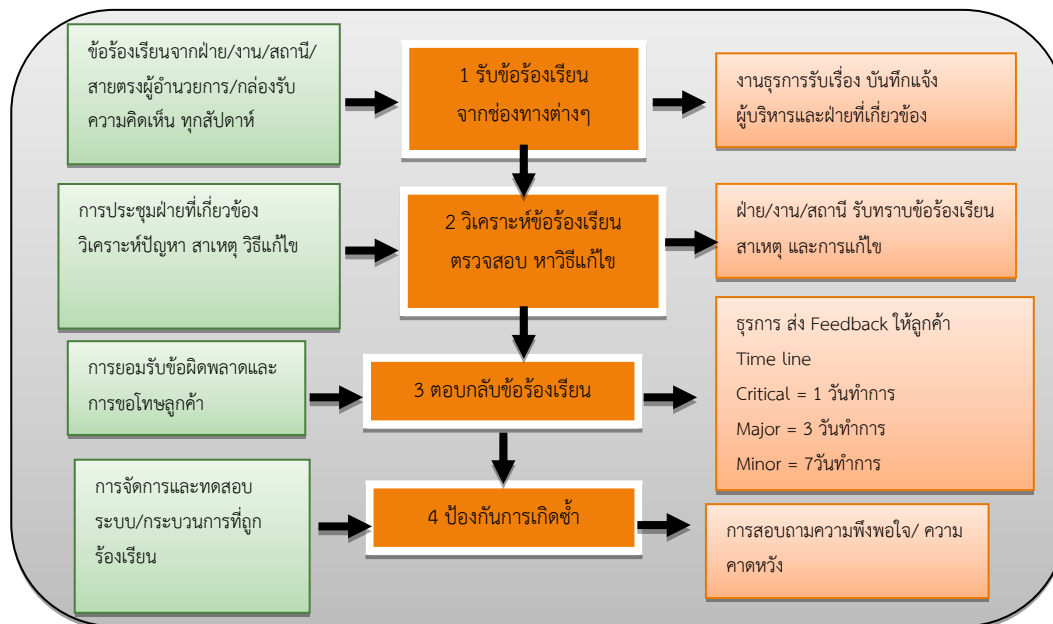 ข้อร้องเรียนจากฝ่าย/งาน/สถานี/
สายตรงผู้อำนวยการ/กล่องรับ
ความคิดเห็น ทุกสัปดาห์
1 รับข้อร้องเรียน
จากช่องทางต่างๆ
งานธุรการรับเรื่อง บันทึกแจ้ง
ผู้บริหารและฝ่ายที่เกี่ยวข้อง
การประชุมฝ่ายที่เกี่ยวข้อง
วิเคราะห์ปัญหา สาเหตุ วิธีแก้ไข
2 วิเคราะห์ข้อร้องเรียน
ตรวจสอบ หาวิธีแก้ไข
ฝ่าย/งาน/สถานี รับทราบข้อร้องเรียน
สาเหตุ และการแก้ไข
การยอมรับข้อผิดพลาดและ
การขอโทษลูกค้า
3 ตอบกลับข้อร้องเรียน
ธุรการ ส่ง Feedback ให้ลูกค้า
Time line
Critical = 1 วันทำการ
Major = 3 วันทำการ
Minor = 7วันทำการ
การจัดการและทดสอบ
ระบบ/กระบวนการที่ถูก
ร้องเรียน
4 ป้องกันการเกิดซ้ำ
การสอบถามความพึงพอใจ/ ความ
คาดหวัง